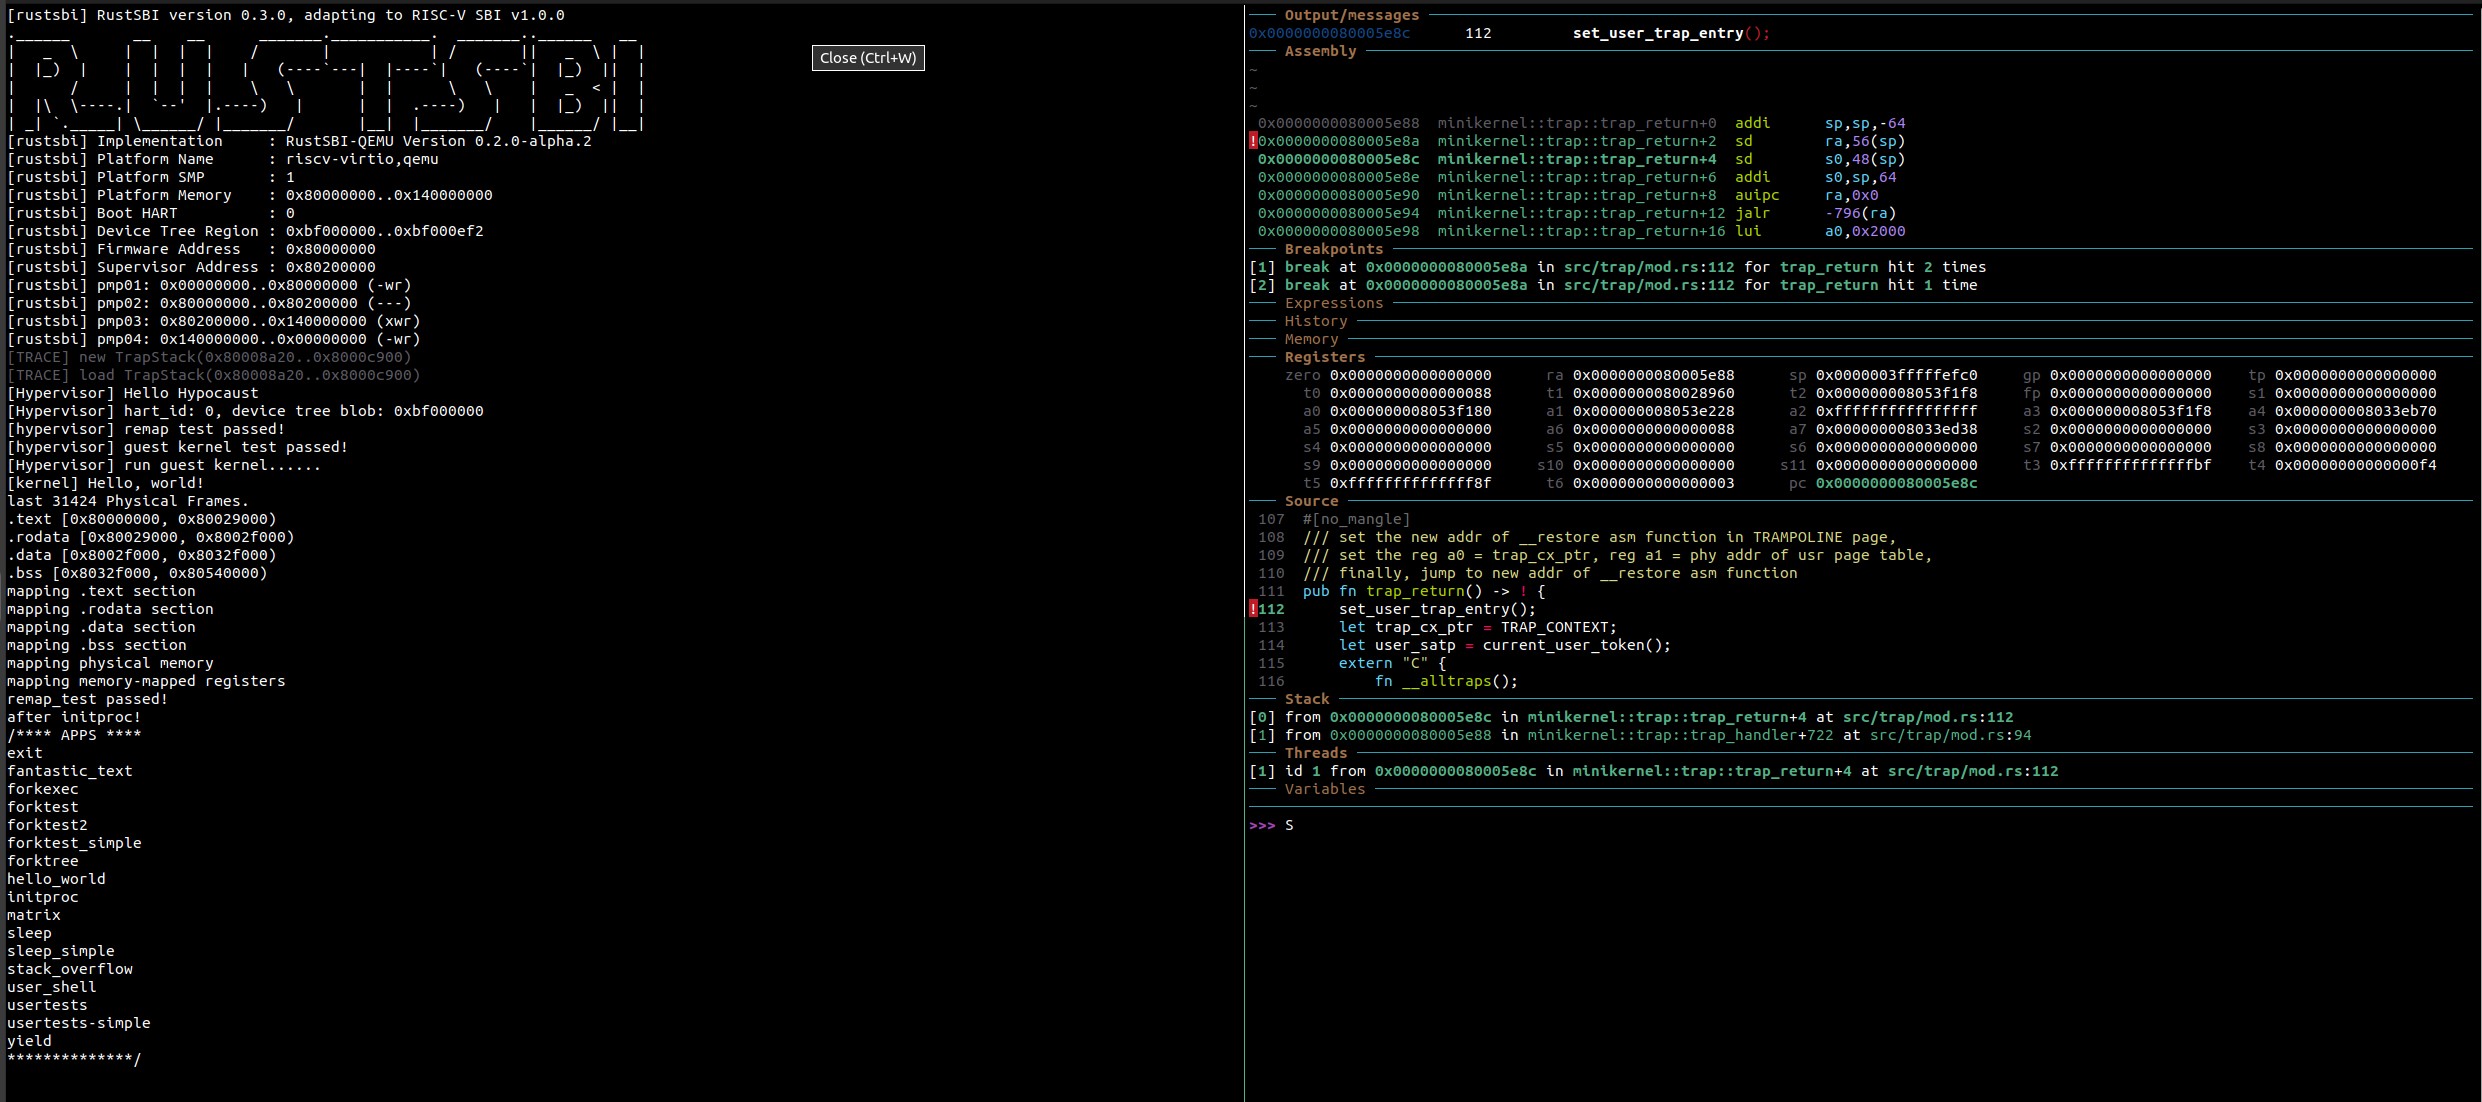 [rustsbi] RustSBI version 0.3.0, adapting to RISC-V SBI v1.0.0
.______       __    __      _______.___________.  _______..______   __
|   _  \     |  |  |  |    /       |           | /       ||   _  \ |  |
|  |_)  |    |  |  |  |   |   (----`---|  |----`|   (----`|  |_)  ||  |
|      /     |  |  |  |    \   \       |  |      \   \    |   _  < |  |
|  |\  \----.|  `--'  |.----)   |      |  |  .----)   |   |  |_)  ||  |
| _| `._____| \______/ |_______/       |__|  |_______/    |______/ |__|
Close (Ctrl+W)
[rustsbi] Implementation     : RustSBI-QEMU Version 0.2.0-alpha.2
[rustsbi] Platform Name      : riscv-virtio,qemu
[rustsbi] Platform SMP       : 1
[rustsbi] Platform Memory    : 0x80000000..0x140000000
[rustsbi] Boot HART          : 0
[rustsbi] Device Tree Region : 0xbf000000..0xbf000ef2
[rustsbi] Firmware Address   : 0x80000000
[rustsbi] Supervisor Address : 0x80200000
[rustsbi] pmp01: 0x00000000..0x80000000 (-wr)
[rustsbi] pmp02: 0x80000000..0x80200000 (---)
[rustsbi] pmp03: 0x80200000..0x140000000 (xwr)
[rustsbi] pmp04: 0x140000000..0x00000000 (-wr)
[TRACE] new TrapStack(0x80008a20..0x8000c900)
[TRACE] load TrapStack(0x80008a20..0x8000c900)
[Hypervisor] Hello Hypocaust
[Hypervisor] hart_id: 0, device tree blob: 0xbf000000
[hypervisor] remap test passed!
[hypervisor] guest kernel test passed!
[Hypervisor] run guest kernel......
[kernel] Hello, world!
last 31424 Physical Frames.
.text [0x80000000, 0x80029000)
.rodata [0x80029000, 0x8002f000)
.data [0x8002f000, 0x8032f000)
.bss [0x8032f000, 0x80540000)
mapping .text section
mapping .rodata section
mapping .data section
mapping .bss section
mapping physical memory
mapping memory-mapped registers
remap_test passed!
after initproc!
/**** APPS ****
exit
fantastic_text
forkexec
forktest
forktest2
forktest_simple
forktree
hello_world
initproc
matrix
sleep
sleep_simple
stack_overflow
user_shell
usertests
usertests-simple
yield
**************/
Output/messages
0x0000000080005e8c      112         set_user_trap_entry();
Assembly
~
~
~
0x0000000080005e88  minikernel::trap::trap_return+0  addi      sp,sp,-64
!0x0000000080005e8a  minikernel::trap::trap_return+2  sd        ra,56(sp)
0x0000000080005e8c  minikernel::trap::trap_return+4  sd        s0,48(sp)
0x0000000080005e8e  minikernel::trap::trap_return+6  addi      s0,sp,64
0x0000000080005e90  minikernel::trap::trap_return+8  auipc     ra,0x0
0x0000000080005e94  minikernel::trap::trap_return+12 jalr      -796(ra)
0x0000000080005e98  minikernel::trap::trap_return+16 lui       a0,0x2000
Breakpoints
[1] break at 0x0000000080005e8a in src/trap/mod.rs:112 for trap_return hit 2 times
[2] break at 0x0000000080005e8a in src/trap/mod.rs:112 for trap_return hit 1 time
Expressions
History
Memory
Registers
zero 0x0000000000000000      ra 0x0000000080005e88      sp 0x0000003fffffefc0     gp 0x0000000000000000    tp 0x0000000000000000
t0 0x0000000000000088      t1 0x0000000080028960      t2 0x000000008053f1f8     fp 0x0000000000000000    s1 0x0000000000000000
a0 0x000000008053f180      a1 0x000000008053e228      a2 0xffffffffffffffff     a3 0x000000008053f1f8    a4 0x000000008033eb70
a5 0x0000000000000000      a6 0x0000000000000088      a7 0x000000008033ed38     s2 0x0000000000000000    s3 0x0000000000000000
s4 0x0000000000000000      s5 0x0000000000000000      s6 0x0000000000000000     s7 0x0000000000000000    s8 0x0000000000000000
s9 0x0000000000000000     s10 0x0000000000000000     s11 0x0000000000000000     t3 0xffffffffffffffbf    t4 0x00000000000000f4
t5 0xffffffffffffff8f      t6 0x0000000000000003      pc 0x0000000080005e8c
Source
107  #[no_mangle]
108  /// set the new addr of __restore asm function in TRAMPOLINE page,
109  /// set the reg a0 = trap_cx_ptr, reg a1 = phy addr of usr page table,
110  /// finally, jump to new addr of __restore asm function
111  pub fn trap_return() -> ! {
!112      set_user_trap_entry();
113      let trap_cx_ptr = TRAP_CONTEXT;
114      let user_satp = current_user_token();
115      extern "C" {
116          fn __alltraps();
Stack
[0] from 0x0000000080005e8c in minikernel::trap::trap_return+4 at src/trap/mod.rs:112
[1] from 0x0000000080005e88 in minikernel::trap::trap_handler+722 at src/trap/mod.rs:94
Threads
[1] id 1 from 0x0000000080005e8c in minikernel::trap::trap_return+4 at src/trap/mod.rs:112
Variables
>>> S